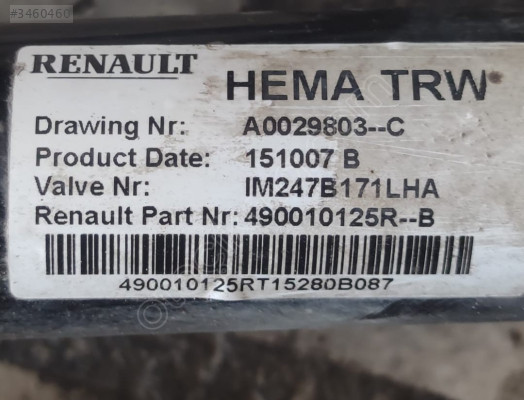 #3460460
RENAULT HEMA TRW
Drawing Nr: A0029803--C
Product Date: 151007 B
Valve Nr: IM247B171LHA
Renault Part Nr: 490010125R--B
490010125RT15280B087